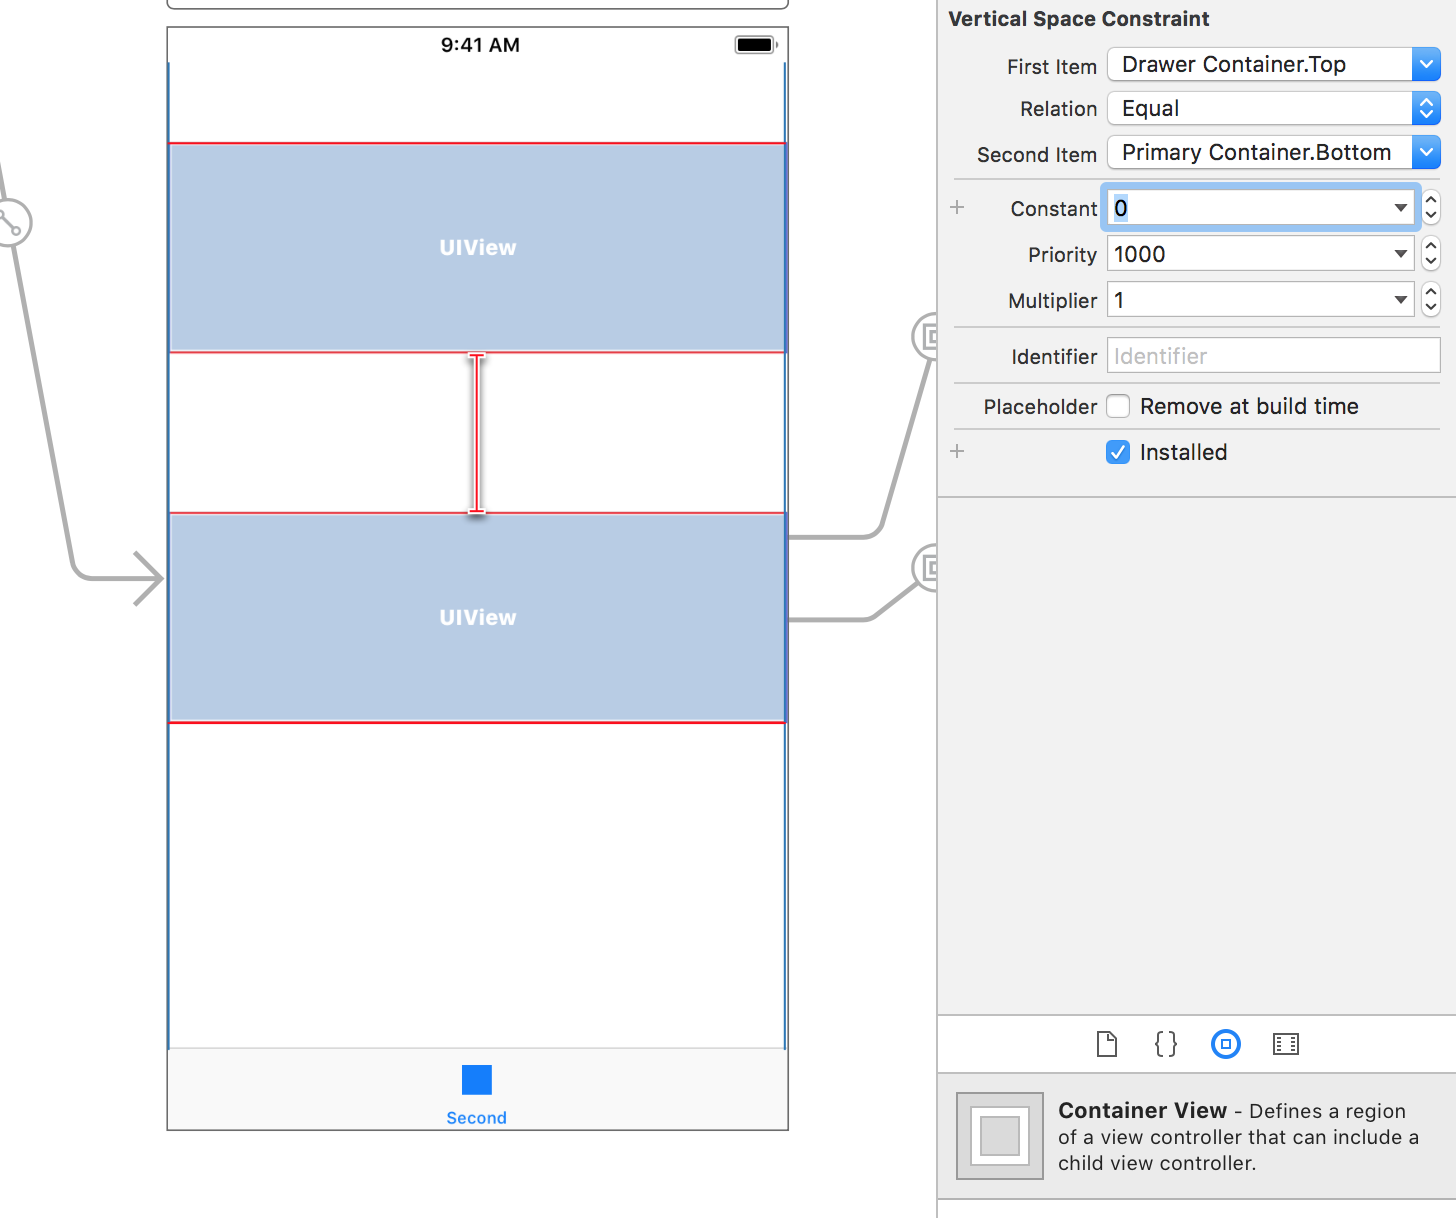 9:41 AM
UIView
UIView
Second
Vertical Space Constraint
First Item Drawer Container.Top
Relation Equal
Second Item Primary Container.Bottom
+ Constant 0
Priority 1000
Multiplier 1
Identifier Identifier
Placeholder Remove at build time
+ Installed
{}
Container View - Defines a region
of a view controller that can include a
child view controller.